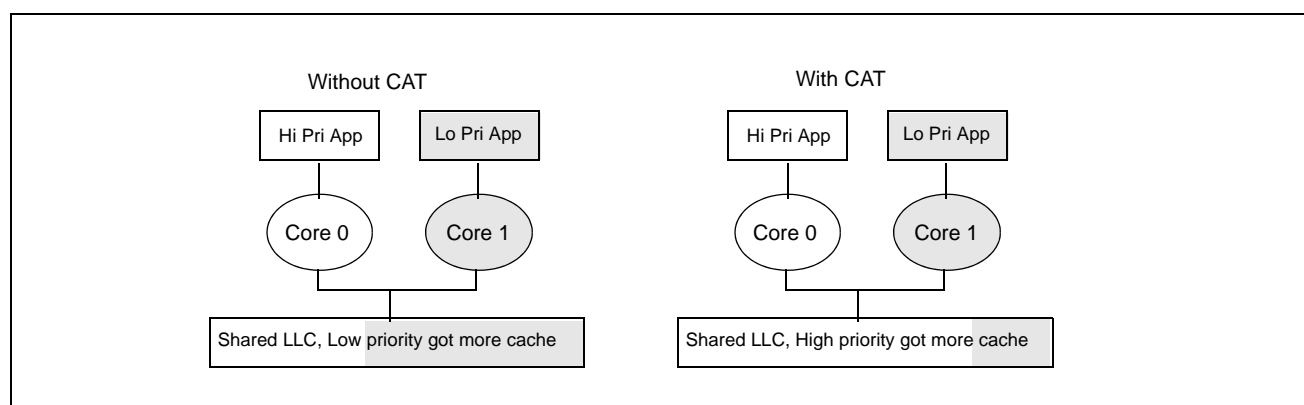 Without CAT
Hi Pri App
Lo Pri App
Core 0
Core 1
Shared LLC, Low priority got more cache
With CAT
Hi Pri App
Lo Pri App
Core 0
Core 1
Shared LLC, High priority got more cache